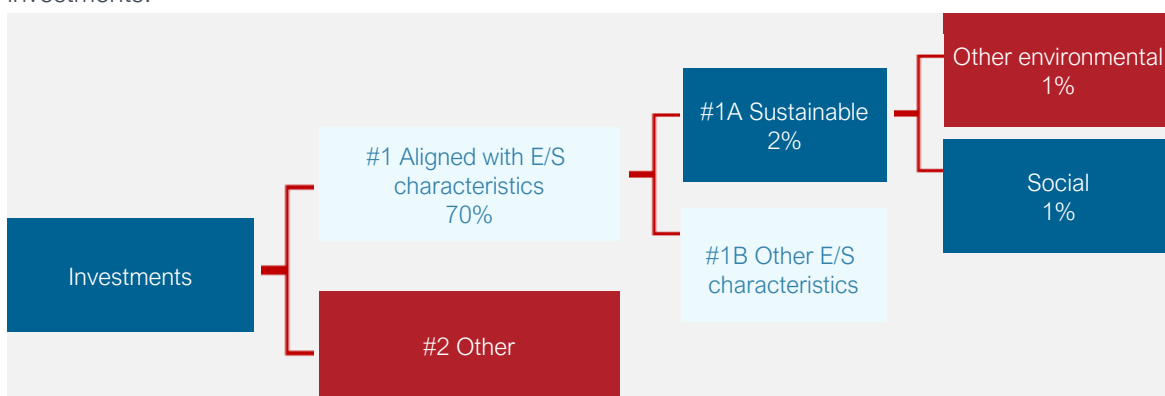 investments.
Investments
#1 Aligned with E/S
characteristics
70%
#2 Other
#1A Sustainable
2%
#1B Other E/S
characteristics
Other environmental
1%
Social
1%